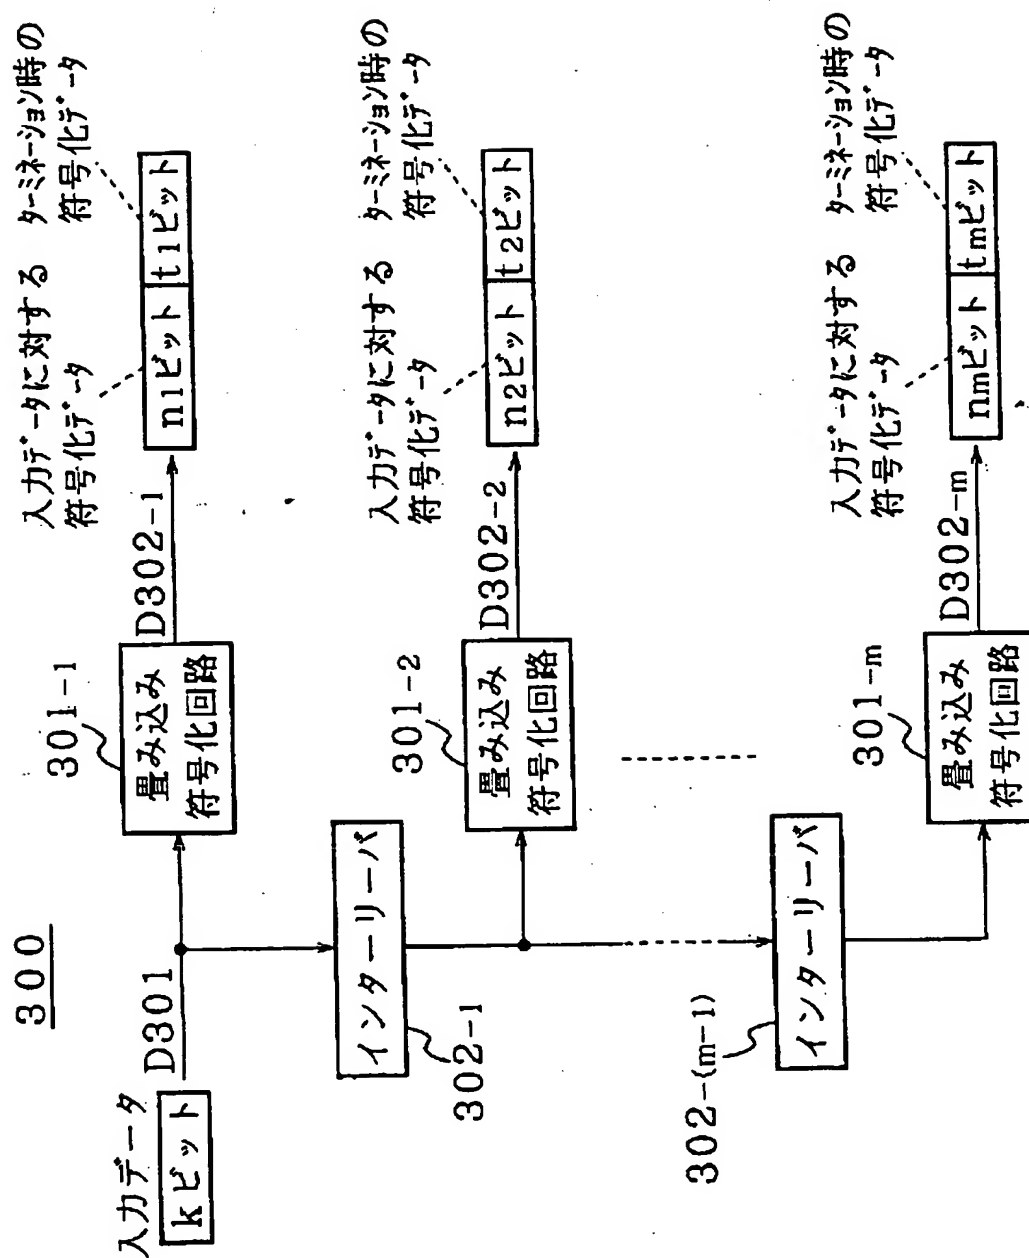 300
入力データ
kビット
D301
301-1
畳み込み
符号化回路
D302-1
入力データに対する
符号化データ
ターミネーション時の
符号化データ
n1ビット
t1ビット
インターリーバ
302-1
301-2
畳み込み
符号化回路
D302-2
入力データに対する
符号化データ
ターミネーション時の
符号化データ
n2ビット
t2ビット
302-(m-1)
インターリーバ
301-m
畳み込み
符号化回路
D302-m
入力データに対する
符号化データ
ターミネーション時の
符号化データ
nmビット
tmビット